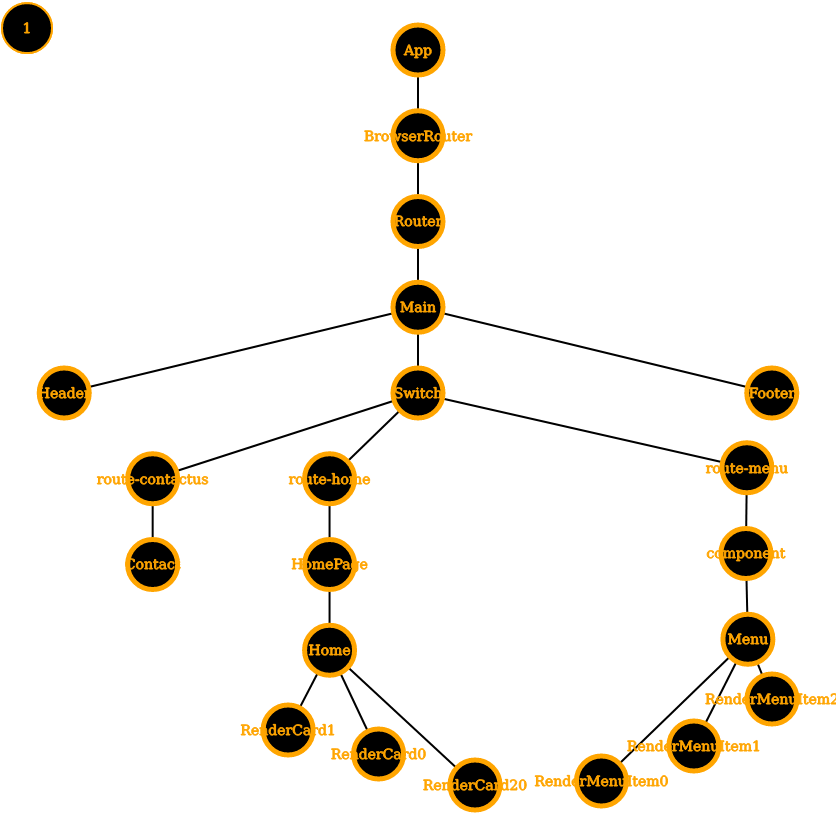 1
App
BrowserRouter
Router
Main
Header
Switch
Footer
route-contactus
route-home
route-menu
Contact
HomePage
component
Home
Menu
RenderCard1
RenderCard0
RenderCard20
RenderMenuItem0
RenderMenuItem1
RenderMenuItem2